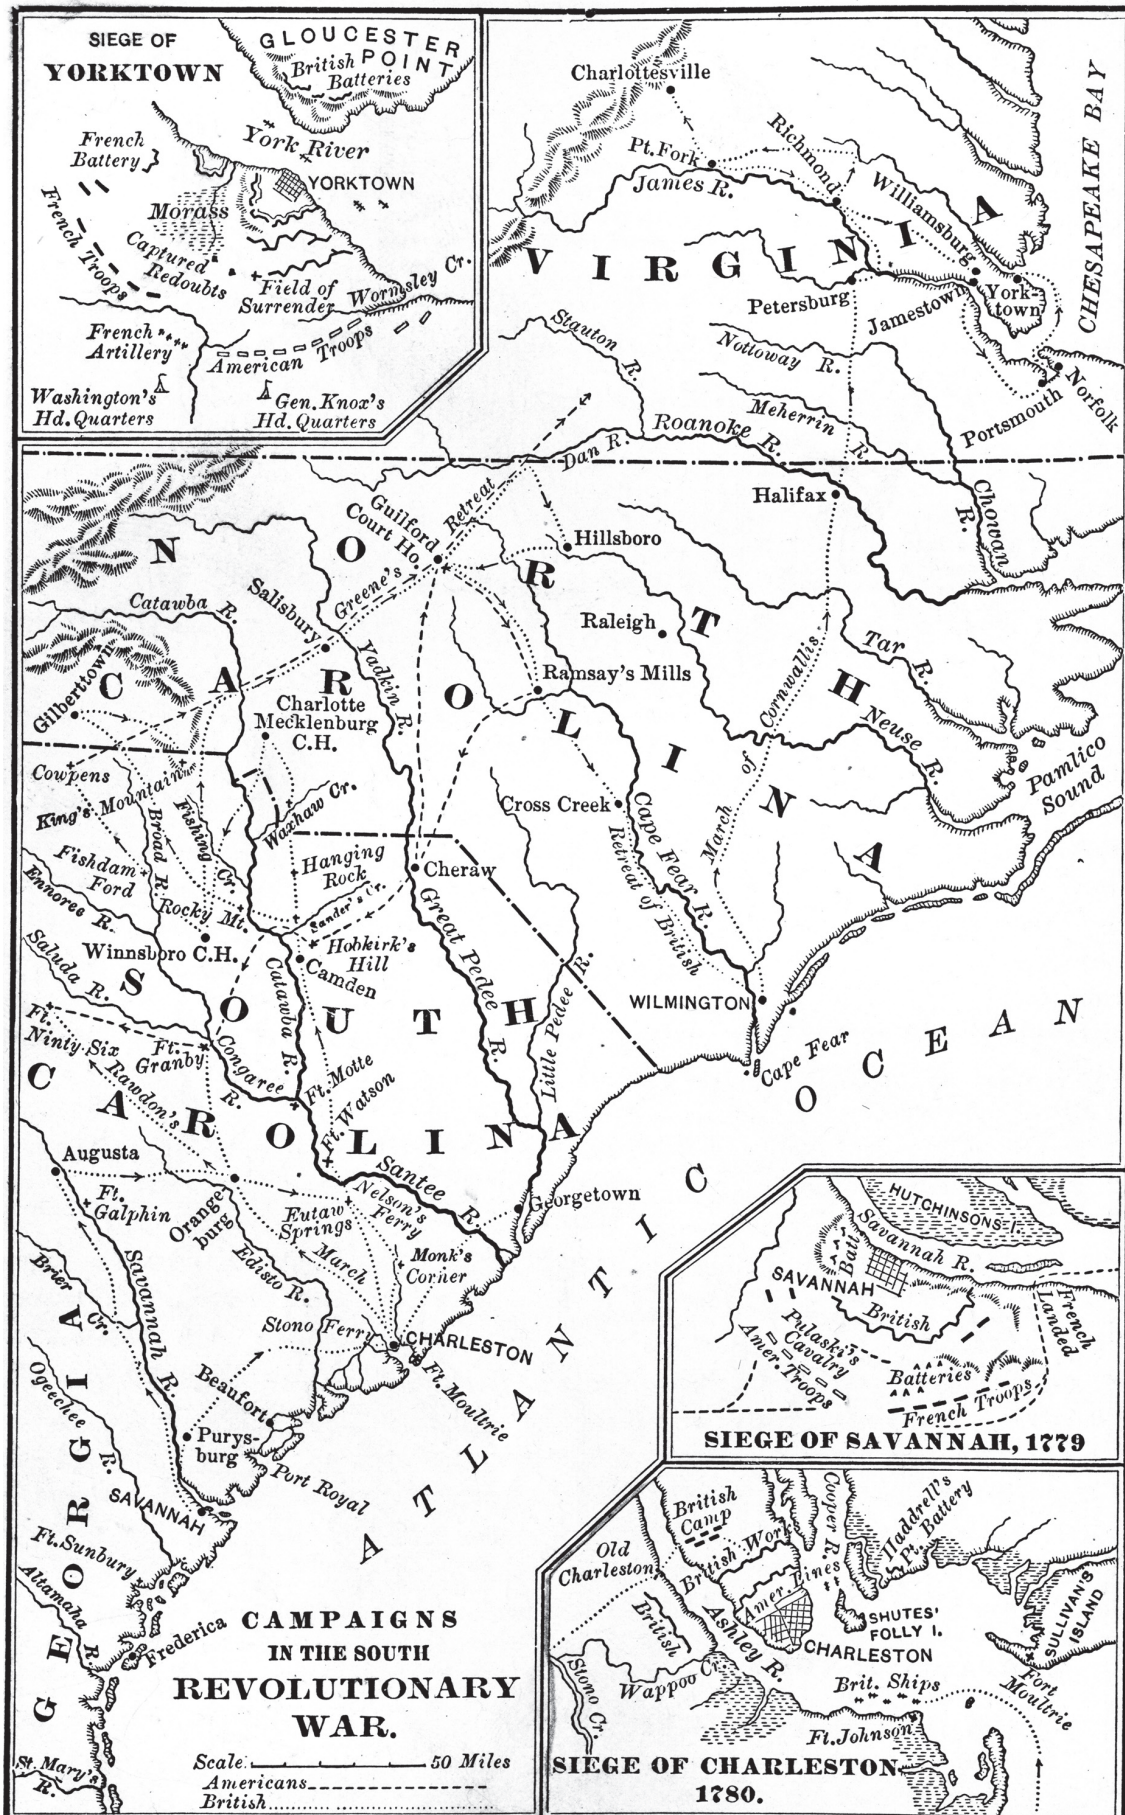 SIEGE OF
YORKTOWN
GLOUCESTER
POINT
British
Batteries
York River
French
Battery
YORKTOWN
Morass
French Troops
Captured
Redoubts
Field of
Surrender
Wormsley Cr.
French
Artillery
American Troops
Washington's
Hd. Quarters
Gen. Knox's
Hd. Quarters
Charlottesville
Pt. Fork
Richmond
James R.
Williamsburg
VIRGINIA
CHESAPEAKE BAY
Petersburg
Jamestown
York-
town
Stauton R.
Nottoway R.
Norfolk
Portsmouth
Meherrin R.
Roanoke R.
Dan R.
Halifax
Chowan
R.
Guilford
Court Ho.
Greene's Retreat
Hillsboro
NORTH
CAROLINA
Catawba R.
Salisbury
Raleigh
Tar R.
Yadkin R.
Ramsay's Mills
Gilberttown
Charlotte
Mecklenburg
C.H.
March of Cornwallis
Neuse R.
Pamlico
Sound
Cowpens
King's Mountain
Waxhaw Cr.
Cross Creek
Broad R.
Fishing Cr.
Cape Fear R.
Retreat of British
Fishdam
Ford
Hanging
Rock
Cheraw
Ennoree R.
Rocky Mt.
Sander's Cr.
Great Pedee R.
Winnsboro C.H.
Hobkirk's
Hill
Camden
Saluda R.
Catawba R.
Little Pedee R.
WILMINGTON
SOUTH
CAROLINA
Ft.
Ninty Six
Ft.
Granby
Congaree
R.
Cape Fear
Ft. Motte
Ft. Watson
Rawdon's March
Augusta
Santee R.
Ft.
Galphin
Orange-
burg
Eutaw
Springs
Nelson's
Ferry
Georgetown
Monk's
Corner
Edisto R.
Savannah R.
Brier Cr.
Stono Ferry
CHARLESTON
Ft. Moultrie
Ogeechee R.
Beaufort
Purys-
burg
Port Royal
SAVANNAH
GEORGIA
ATLANTIC OCEAN
Ft. Sunbury
Altamaha R.
Frederica
St. Mary's
R.
CAMPAIGNS
IN THE SOUTH
REVOLUTIONARY
WAR.
Scale 50 Miles
Americans
British
HUTCHINSONS I.
Savannah R.
Batt.
SAVANNAH
British
French
Landed
Pulaski's
Cavalry
Amer. Troops
Batteries
French Troops
SIEGE OF SAVANNAH, 1779
British
Camp
Cooper R.
Haddrell's
Pt. Battery
Old
Charleston
British Work
Amer. Lines
SULLIVAN'S
ISLAND
SHUTES'
FOLLY I.
British
Ashley R.
CHARLESTON
Wappoo Cr.
Stono Cr.
Brit. Ships
Fort
Moultrie
Ft. Johnson
SIEGE OF CHARLESTON,
1780.